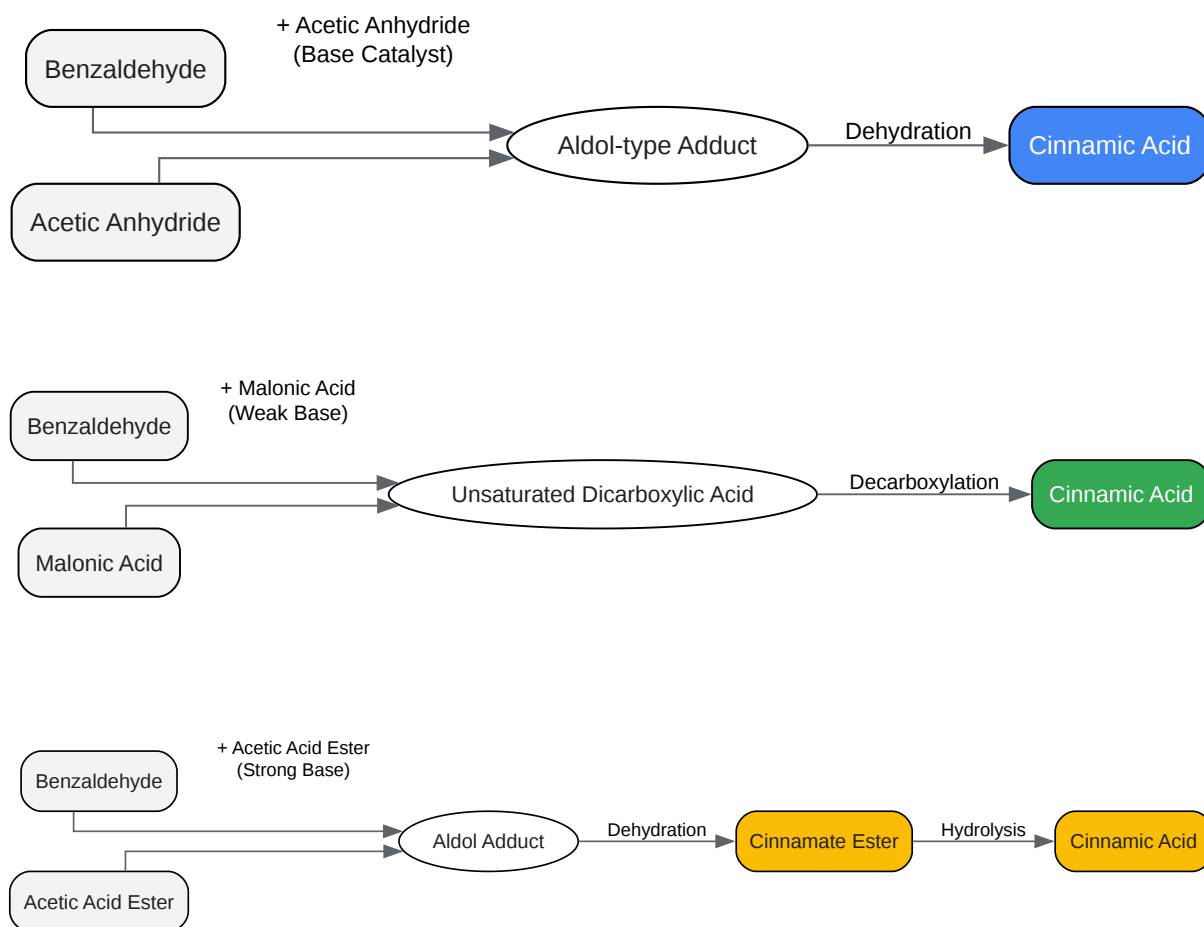 + Acetic Anhydride
(Base Catalyst)
Benzaldehyde
Acetic Anhydride
Aldol-type Adduct
Dehydration
Cinnamic Acid
+ Malonic Acid
(Weak Base)
Benzaldehyde
Malonic Acid
Unsaturated Dicarboxylic Acid
Decarboxylation
Cinnamic Acid
+ Acetic Acid Ester
(Strong Base)
Benzaldehyde
Acetic Acid Ester
Aldol Adduct
Dehydration
Cinnamate Ester
Hydrolysis
Cinnamic Acid